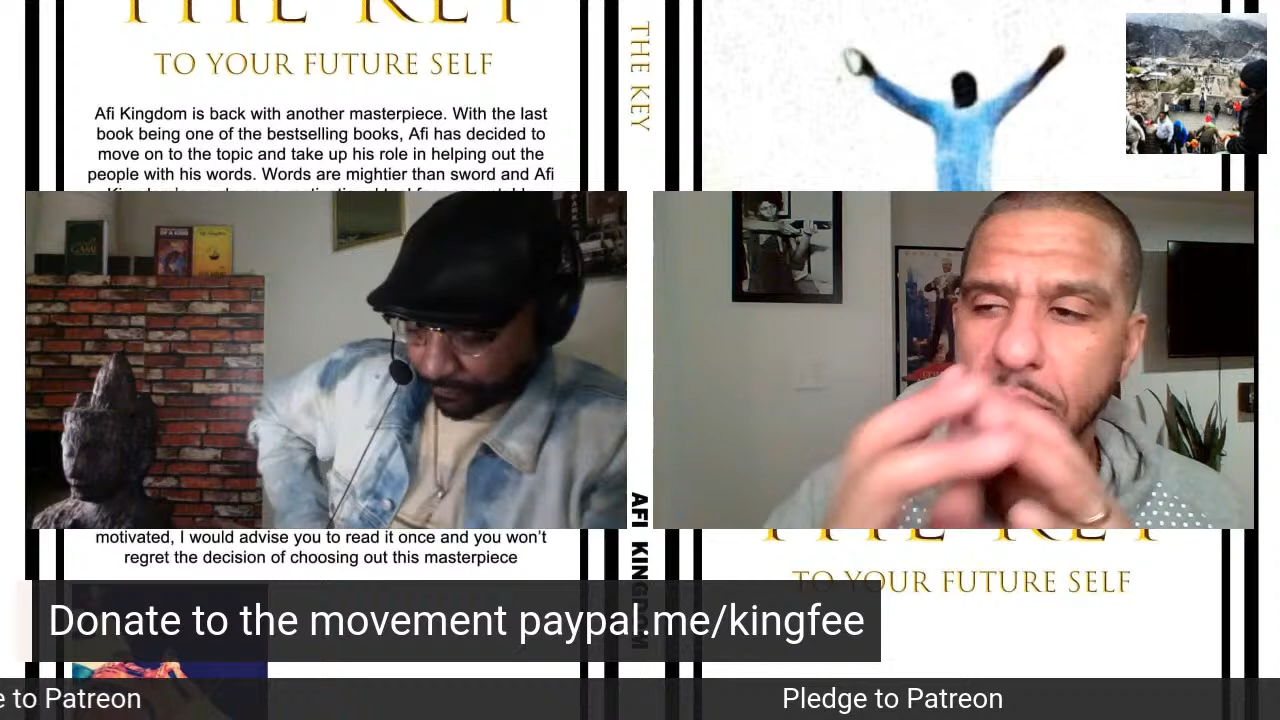 THE KEY
TO YOUR FUTURE SELF
Afi Kingdom is back with another masterpiece. With the last
book being one of the bestselling books, Afi has decided to
move on to the topic and take up his role in helping out the
people with his words. Words are mightier than sword and Afi
motivated, I would advise you to read it once and you won't
regret the decision of choosing out this masterpiece
THE KEY
AFI KINGDOM
THE KEY
TO YOUR FUTURE SELF
Donate to the movement paypal.me/kingfee
e to Patreon
Pledge to Patreon